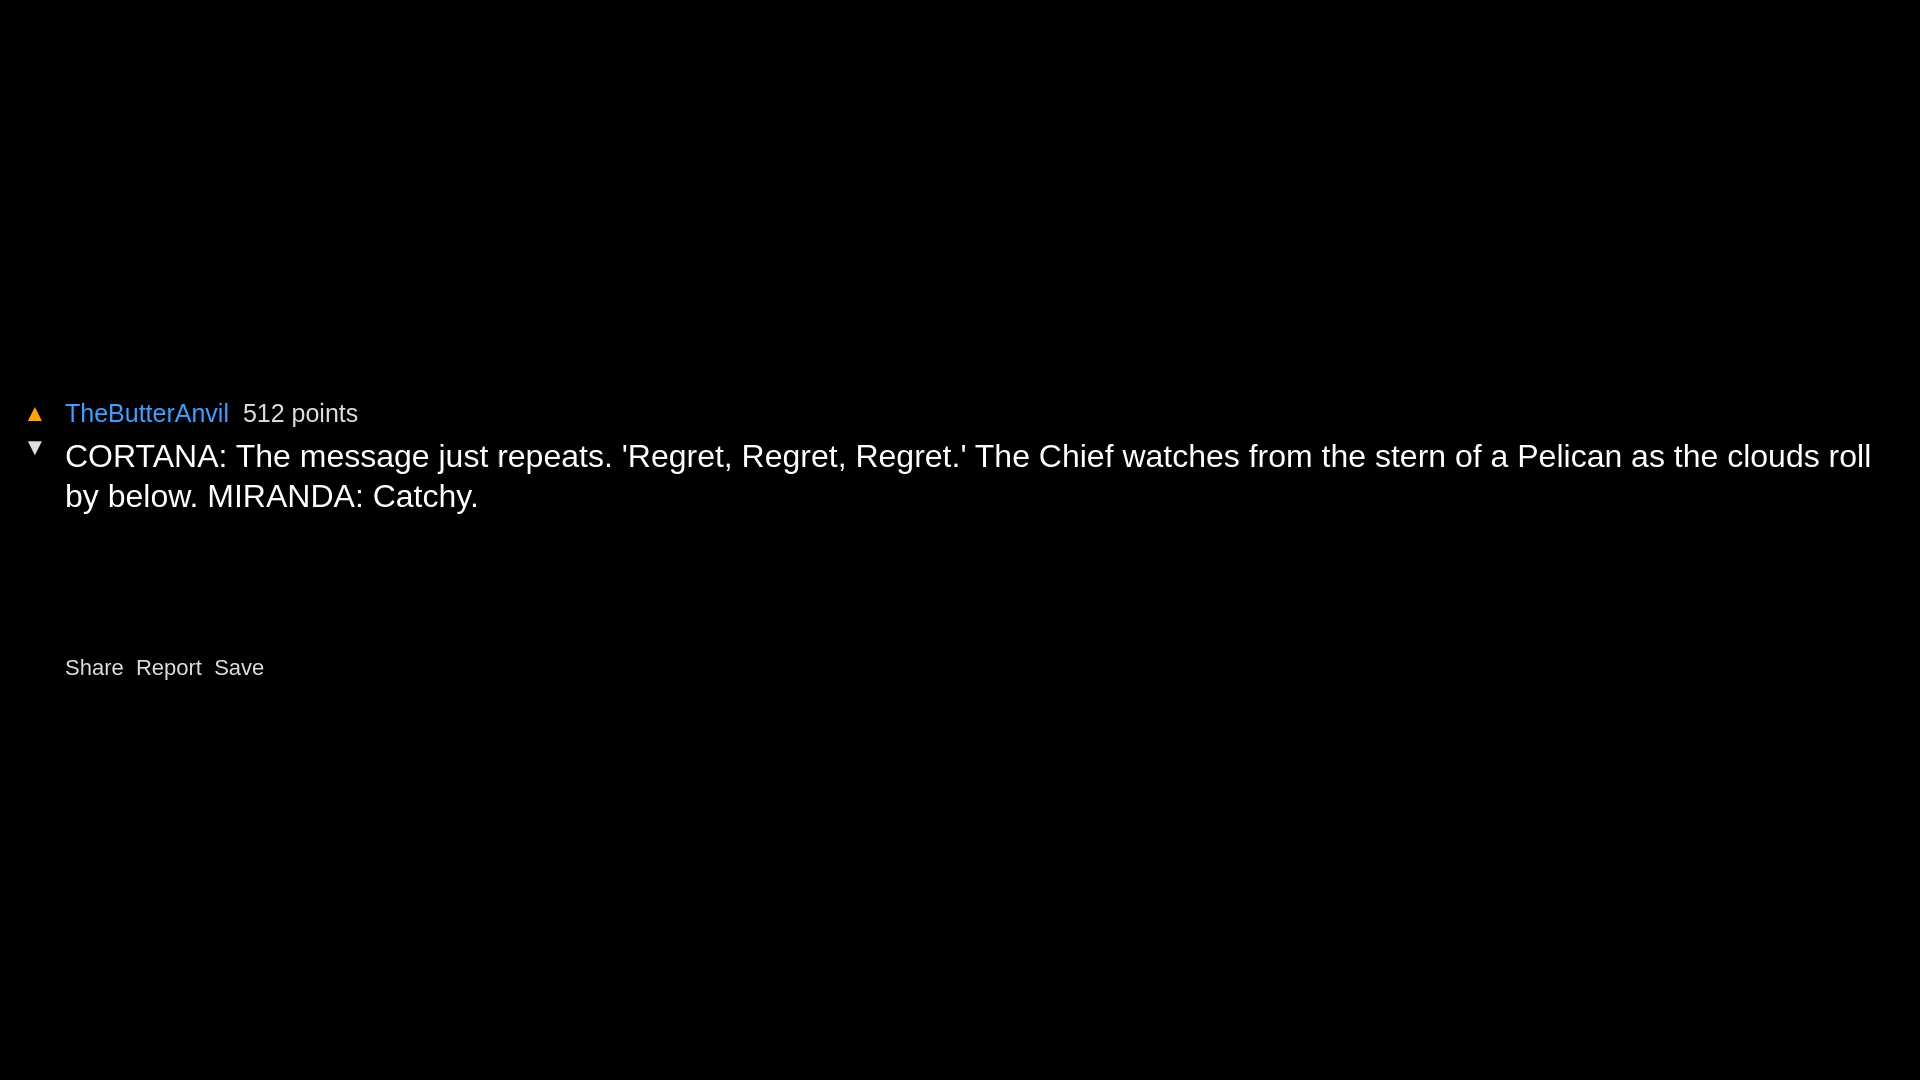 ▲ TheButterAnvil 512 points
▼ CORTANA: The message just repeats. 'Regret, Regret, Regret.' The Chief watches from the stern of a Pelican as the clouds roll
by below. MIRANDA: Catchy.
Share Report Save